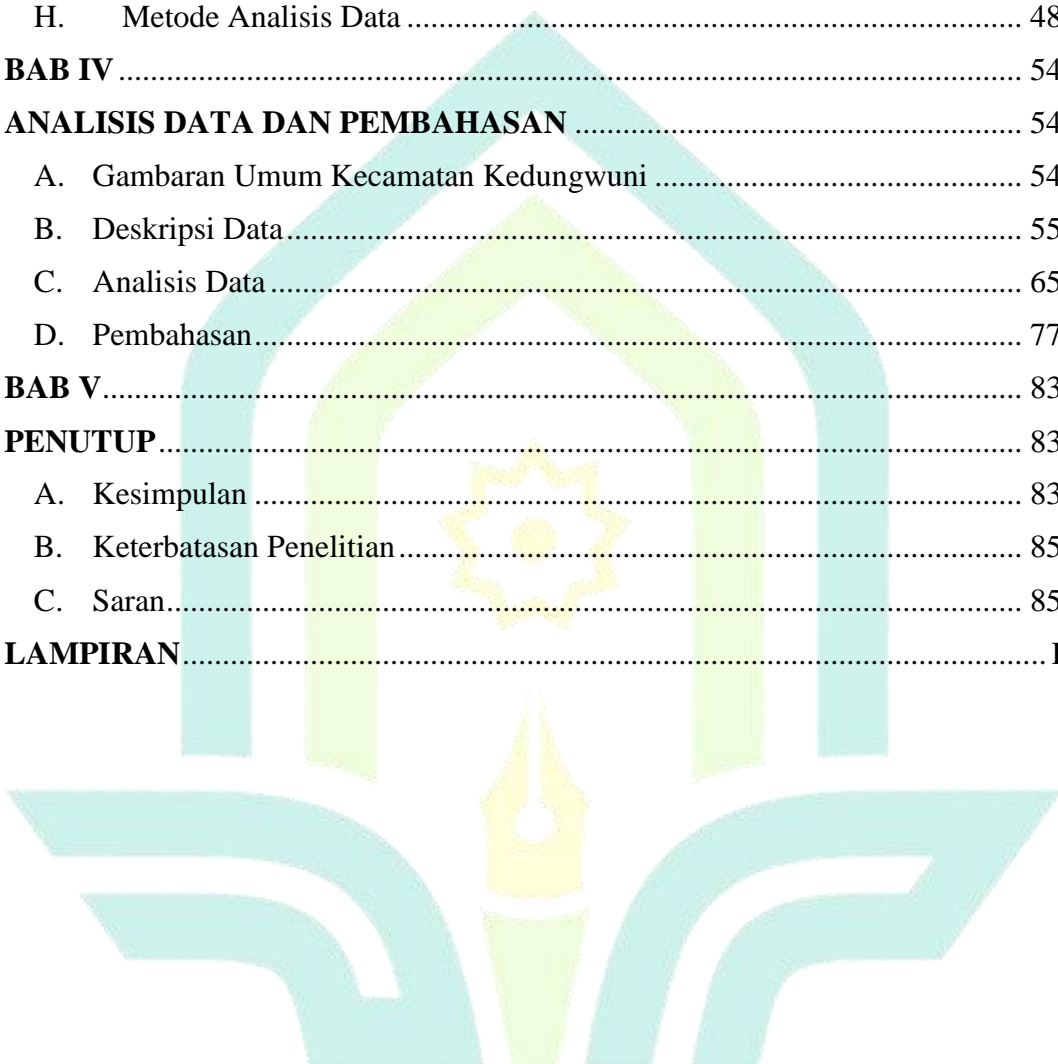 H. Metode Analisis Data ........................................................................ 48
BAB IV ........................................................................ 54
ANALISIS DATA DAN PEMBAHASAN ........................................................................ 54
A. Gambaran Umum Kecamatan Kedungwuni ........................................................................ 54
B. Deskripsi Data ........................................................................ 55
C. Analisis Data ........................................................................ 65
D. Pembahasan ........................................................................ 77
BAB V ........................................................................ 83
PENUTUP ........................................................................ 83
A. Kesimpulan ........................................................................ 83
B. Keterbatasan Penelitian ........................................................................ 85
C. Saran ........................................................................ 85
LAMPIRAN ........................................................................ I